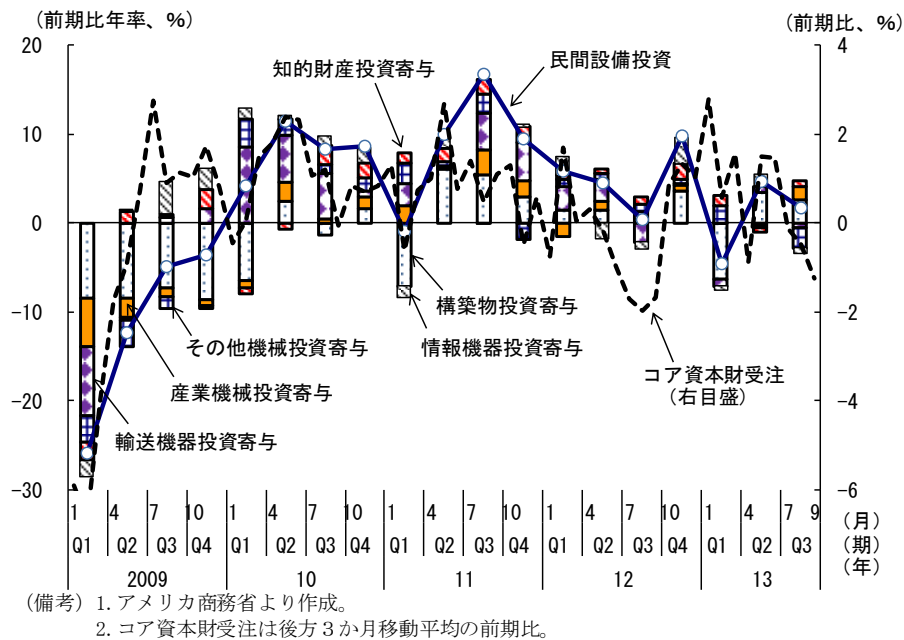 （前期比年率、％）
（前期比、％）
20
10
0
−10
−20
−30
4
2
0
−2
−4
−6
知的財産投資寄与
民間設備投資
構築物投資寄与
情報機器投資寄与
その他機械投資寄与
産業機械投資寄与
輸送機器投資寄与
コア資本財受注
（右目盛）
1 4 7 10 1 4 7 10 1 4 7 10 1 4 7 10 1 4 7 9 （月）
Q1 Q2 Q3 Q4 Q1 Q2 Q3 Q4 Q1 Q2 Q3 Q4 Q1 Q2 Q3 Q4 Q1 Q2 Q3 （期）
2009 10 11 12 13 （年）
（備考）1. アメリカ商務省より作成。
2. コア資本財受注は後方３か月移動平均の前期比。